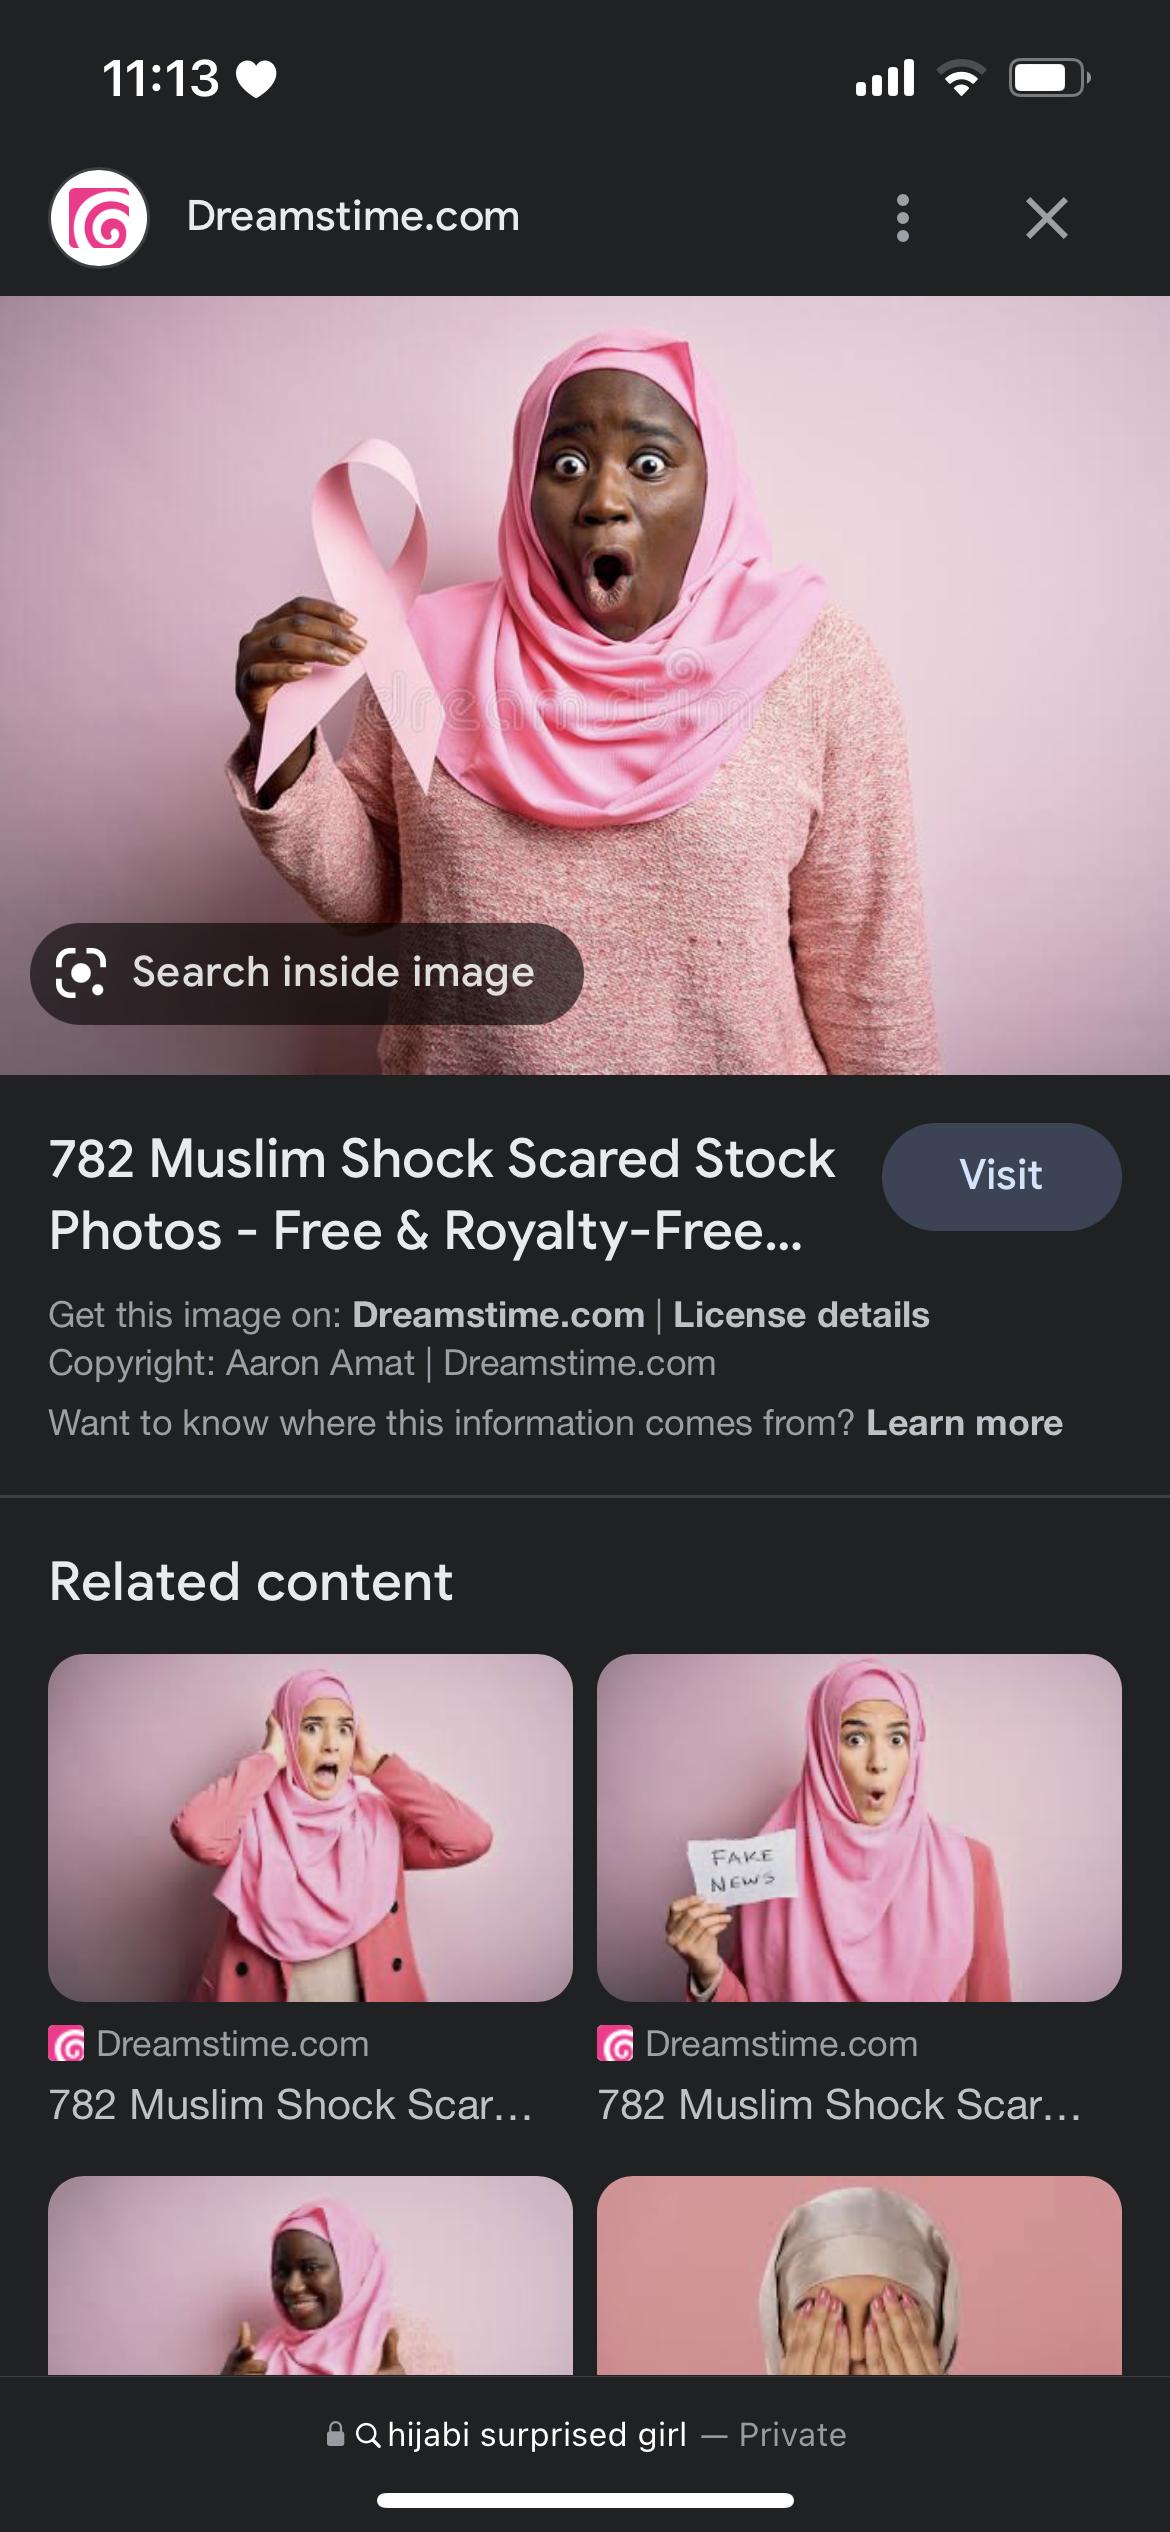 11:13
Dreamstime.com
dreamstime
Search inside image
782 Muslim Shock Scared Stock
Photos - Free & Royalty-Free...
Visit
Get this image on: Dreamstime.com | License details
Copyright: Aaron Amat | Dreamstime.com
Want to know where this information comes from? Learn more
Related content
FAKE
NEWS
Dreamstime.com
782 Muslim Shock Scar...
Dreamstime.com
782 Muslim Shock Scar...
hijabi surprised girl — Private